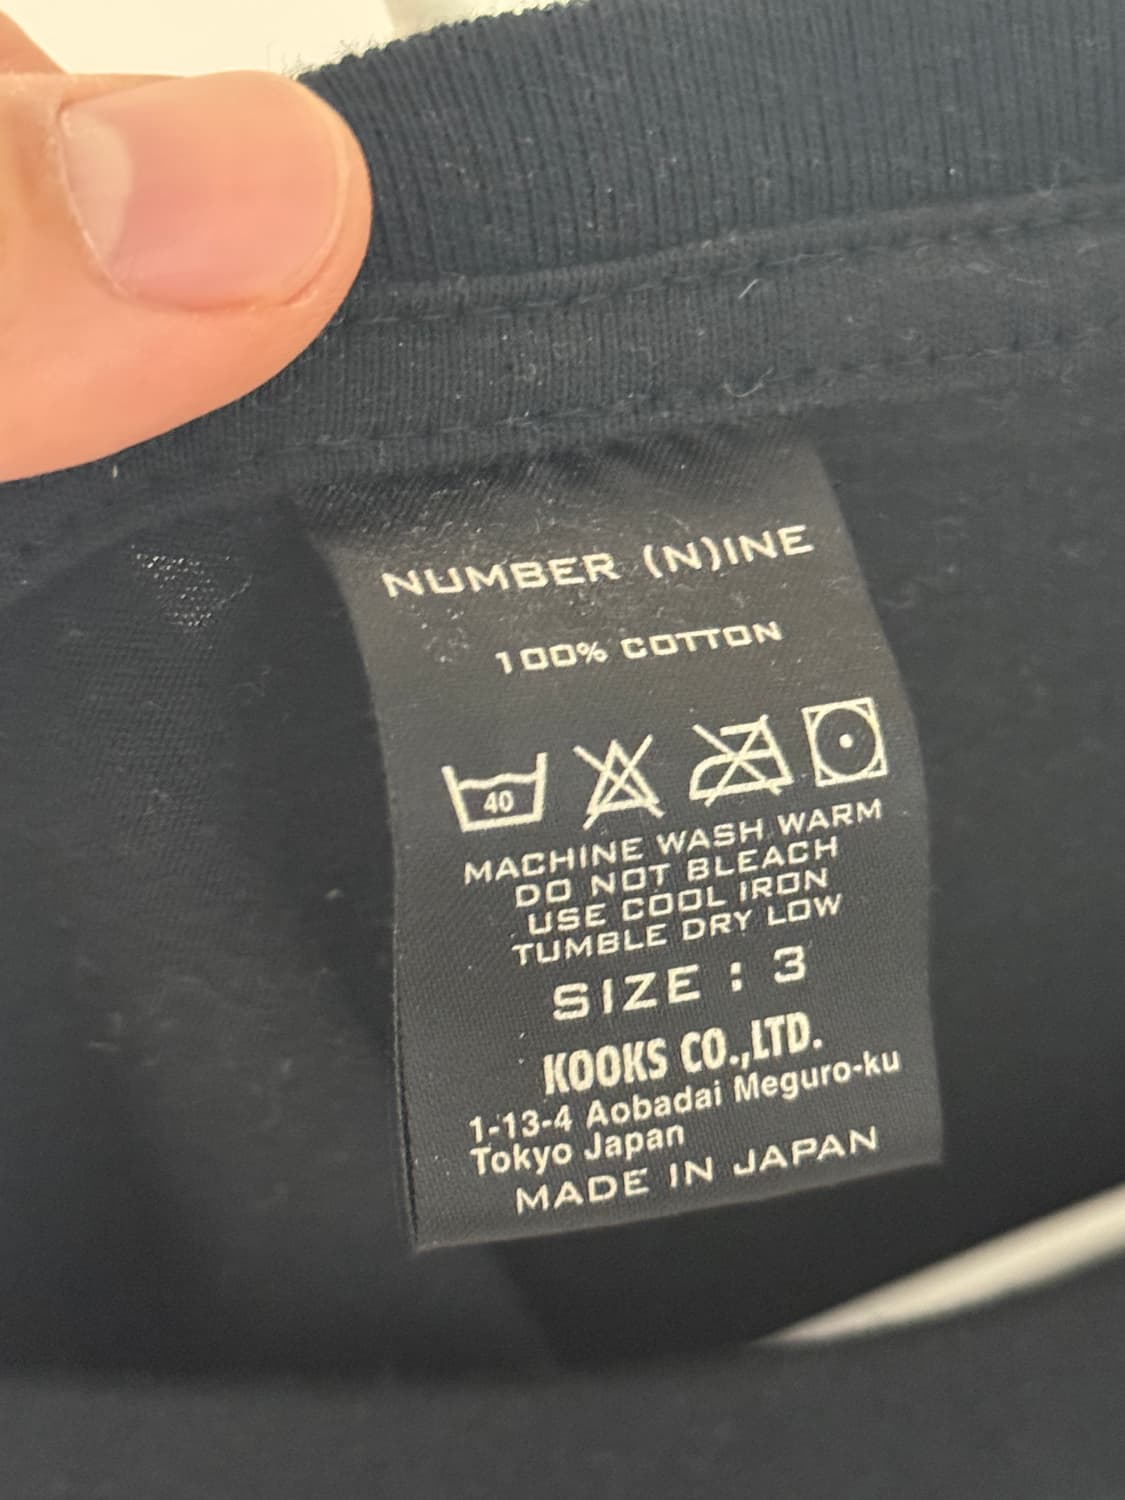 NUMBER (N)INE
100% COTTON
40
MACHINE WASH WARM
DO NOT BLEACH
USE COOL IRON
TUMBLE DRY LOW
SIZE : 3
KOOKS CO.,LTD.
1-13-4 Aobadai Meguro-ku
Tokyo Japan
MADE IN JAPAN